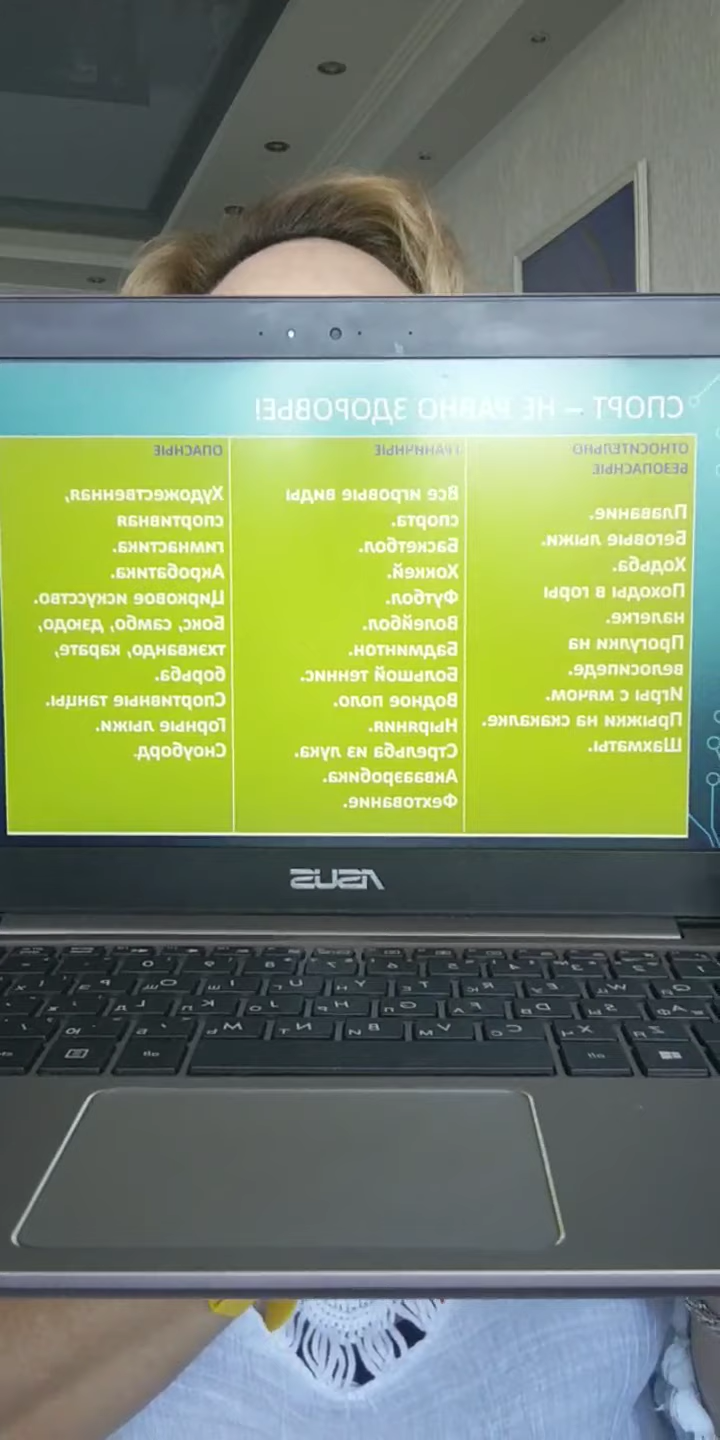 СПОРТ – НЕ РАВНО ЗДОРОВЬЕ!
ОТНОСИТЕЛЬНО
БЕЗОПАСНЫЕ
Плавание.
Беговые лыжи.
Ходьба.
Походы в горы
налегке.
Прогулки на
велосипеде.
Игры с мячом.
Прыжки на скакалке.
Шахматы.
ГРАНИЧНЫЕ
Все игровые виды
спорта.
Баскетбол.
Хоккей.
Футбол.
Волейбол.
Бадминтон.
Большой теннис.
Водное поло.
Ныряния.
Стрельба из лука.
Аквааэробика.
Фехтование.
ОПАСНЫЕ
Художественная,
спортивная
гимнастика.
Акробатика.
Цирковое искусство.
Бокс, самбо, дзюдо,
тхэквандо, карате,
борьба.
Спортивные танцы.
Горные лыжи.
Сноуборд.
ASUS